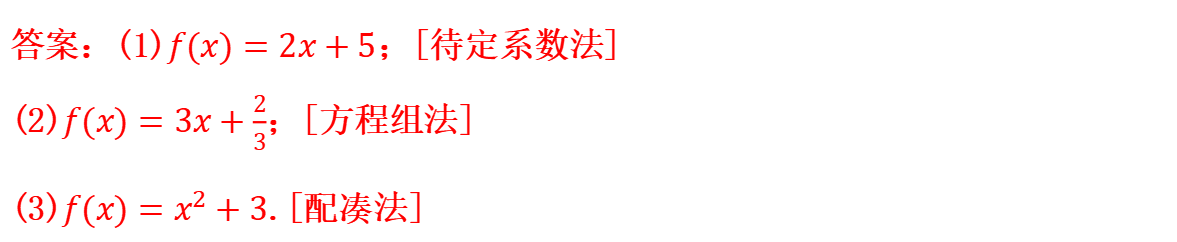 答案：(1)f(x) = 2x + 5；[待定系数法]
(2)f(x) = 3x + 2/3；[方程组法]
(3)f(x) = x² + 3. [配凑法]